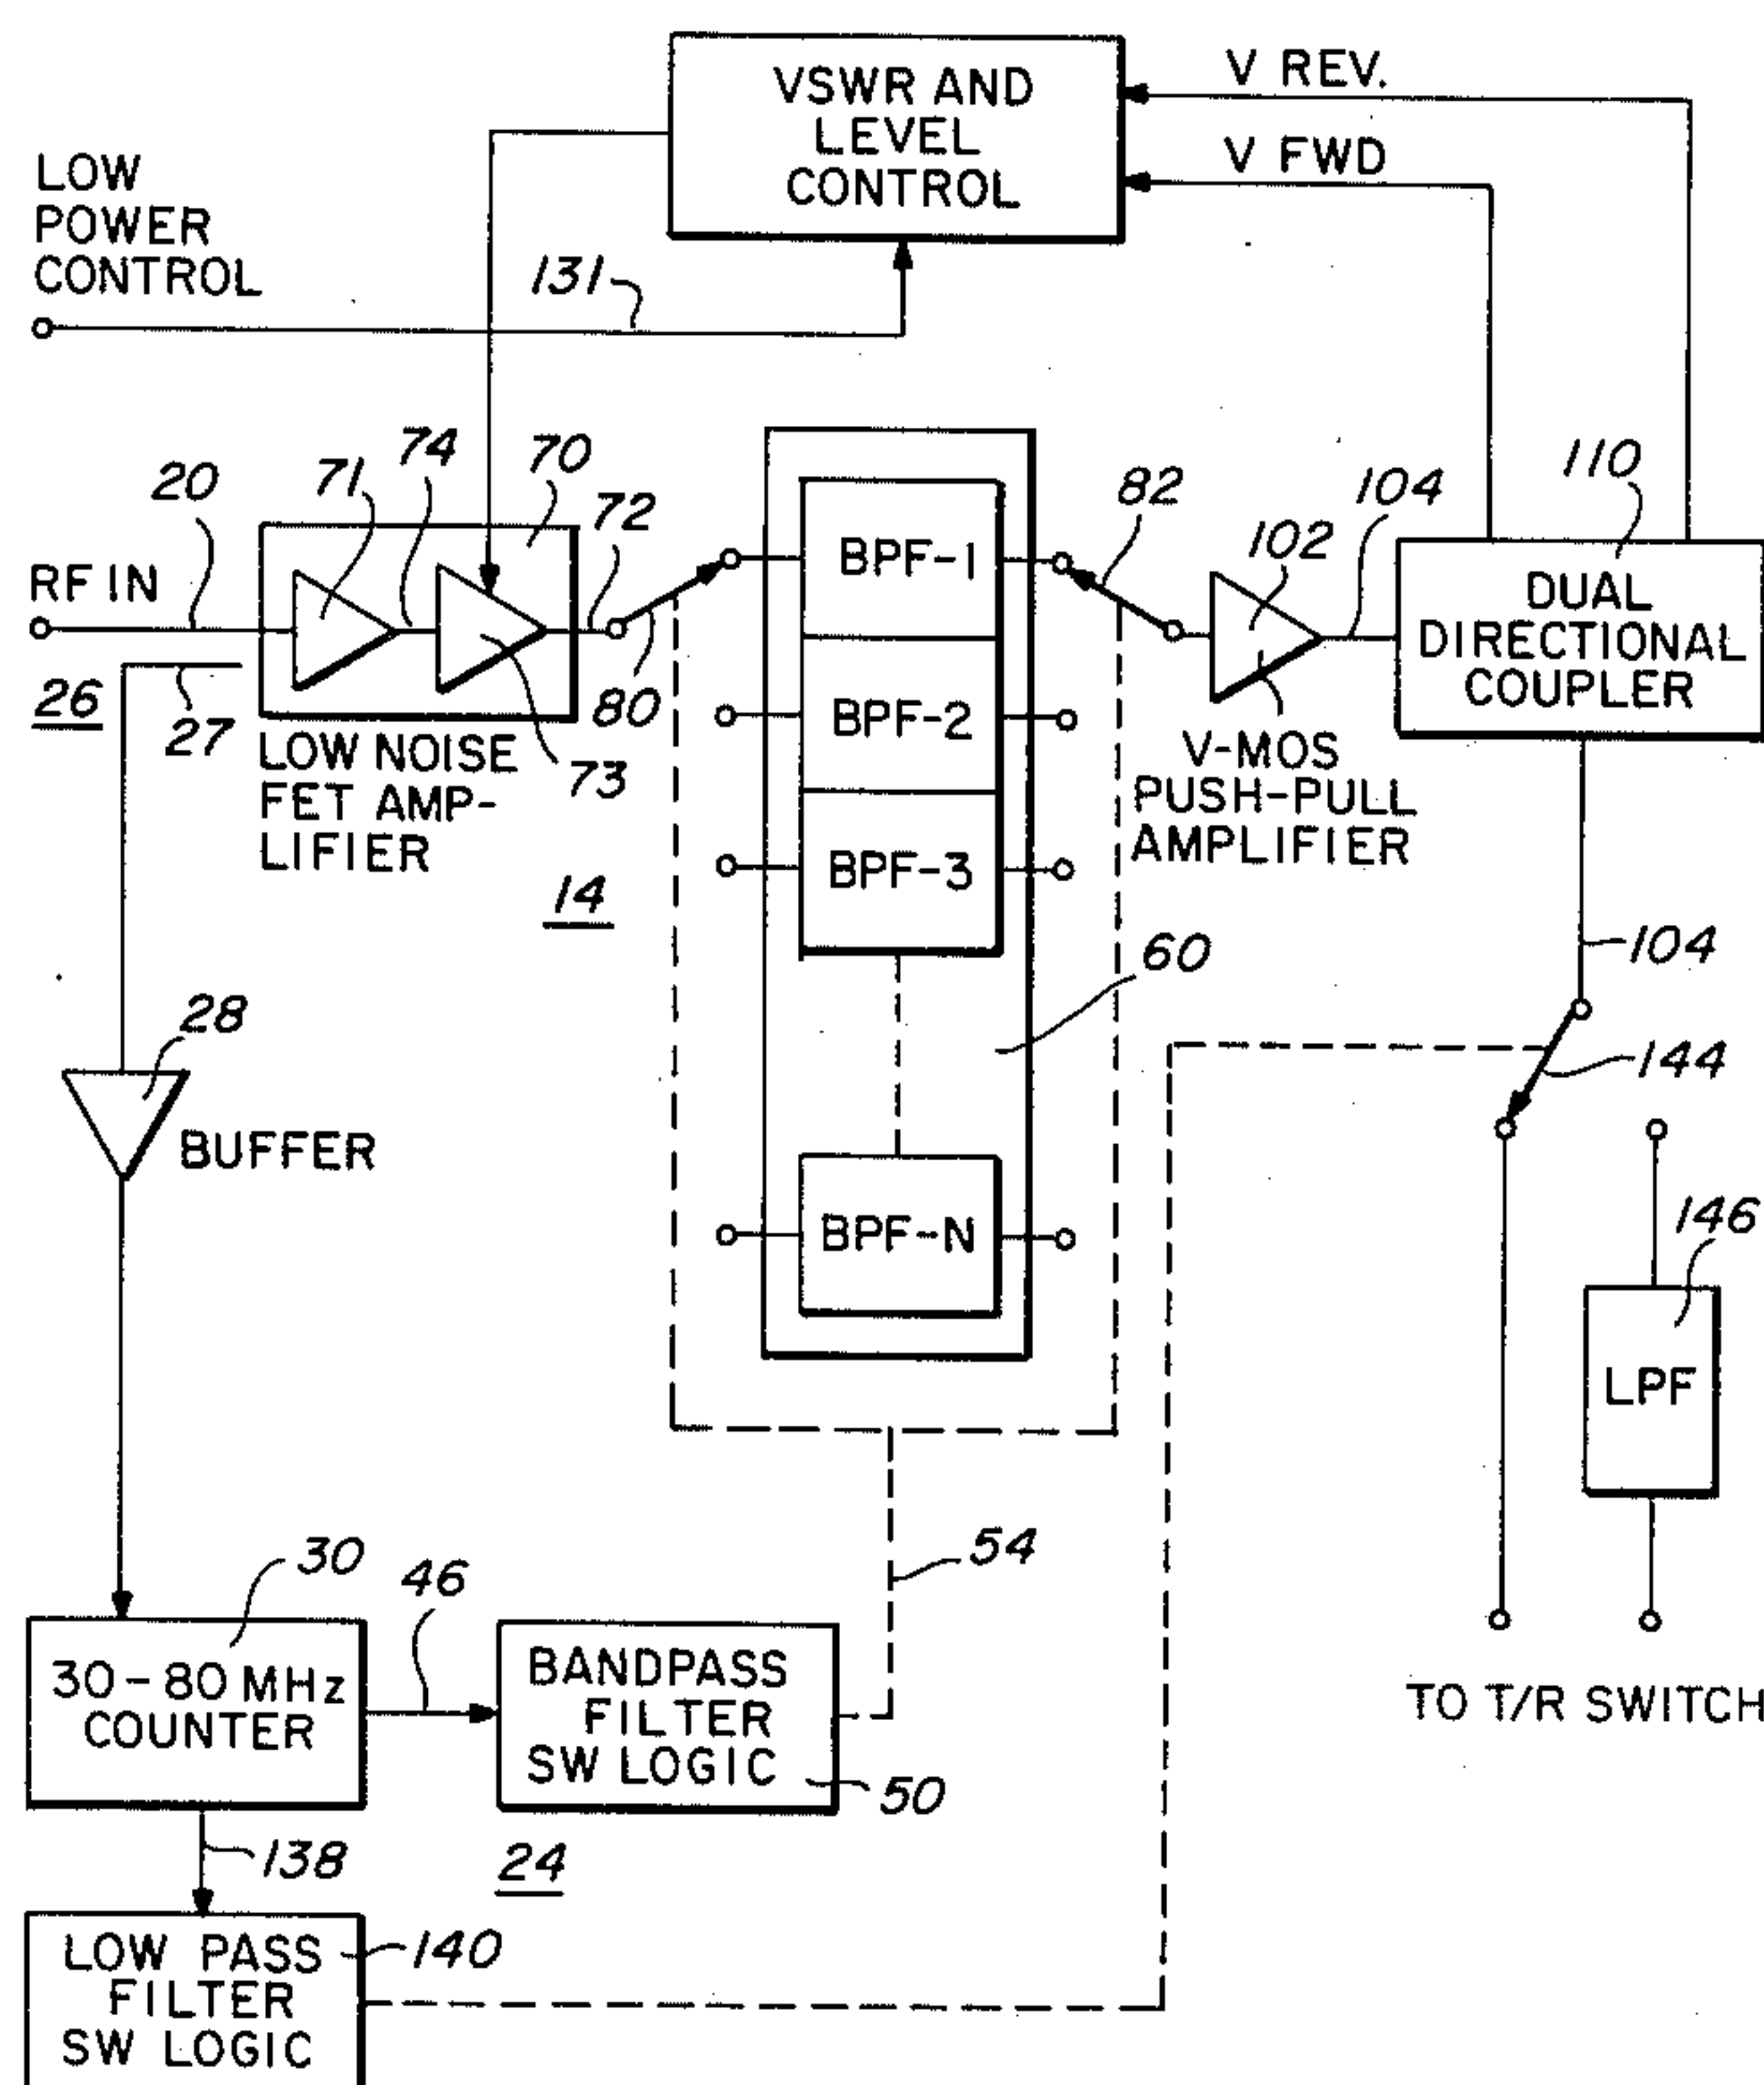 VSWR AND
LEVEL
CONTROL
V REV.
V FWD
LOW
POWER
CONTROL
131
20
71
74
70
72
82
104
110
102
RF IN
BPF-1
DUAL
DIRECTIONAL
COUPLER
26
27
80
BPF-2
LOW NOISE
FET AMP-
LIFIER
73
V-MOS
PUSH-PULL
AMPLIFIER
14
BPF-3
60
104
28
BUFFER
144
BPF-N
146
LPF
54
30
46
30-80 MHz
COUNTER
BANDPASS
FILTER
SW LOGIC
50
TO T/R SWITCH
138
24
LOW PASS
FILTER
SW LOGIC
140